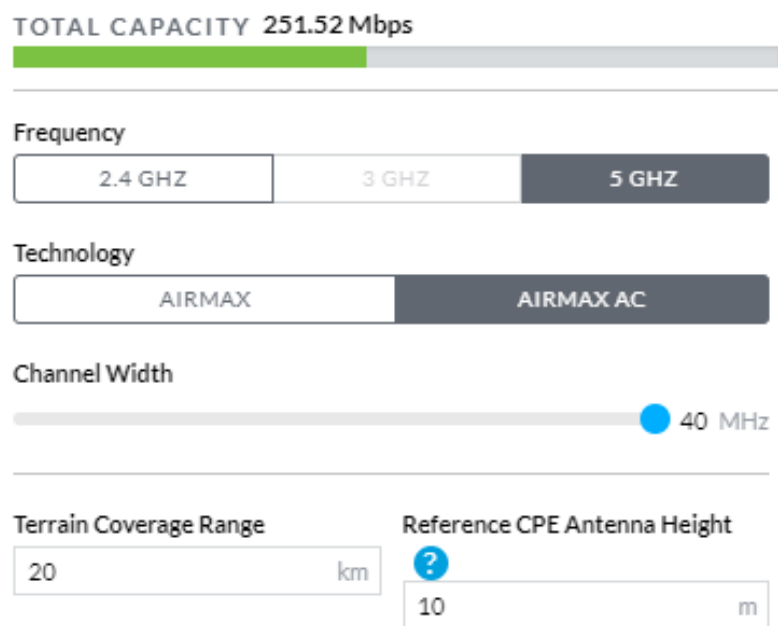 TOTAL CAPACITY 251.52 Mbps
Frequency
2.4 GHZ 3 GHZ 5 GHZ
Technology
AIRMAX AIRMAX AC
Channel Width
40 MHz
Terrain Coverage Range Reference CPE Antenna Height
?
20 km
10 m